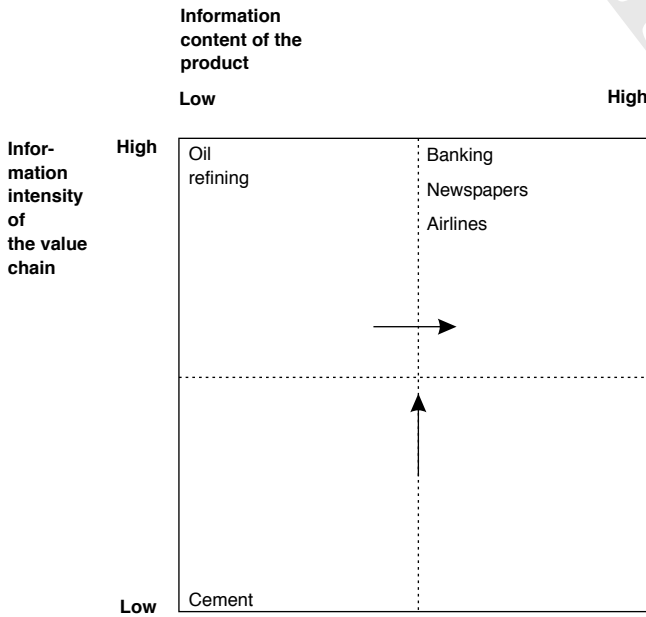 Information
content of the
product
Low
High
Infor-
mation
intensity
of
the value
chain
High
Oil
refining
Banking
Newspapers
Airlines
Low
Cement